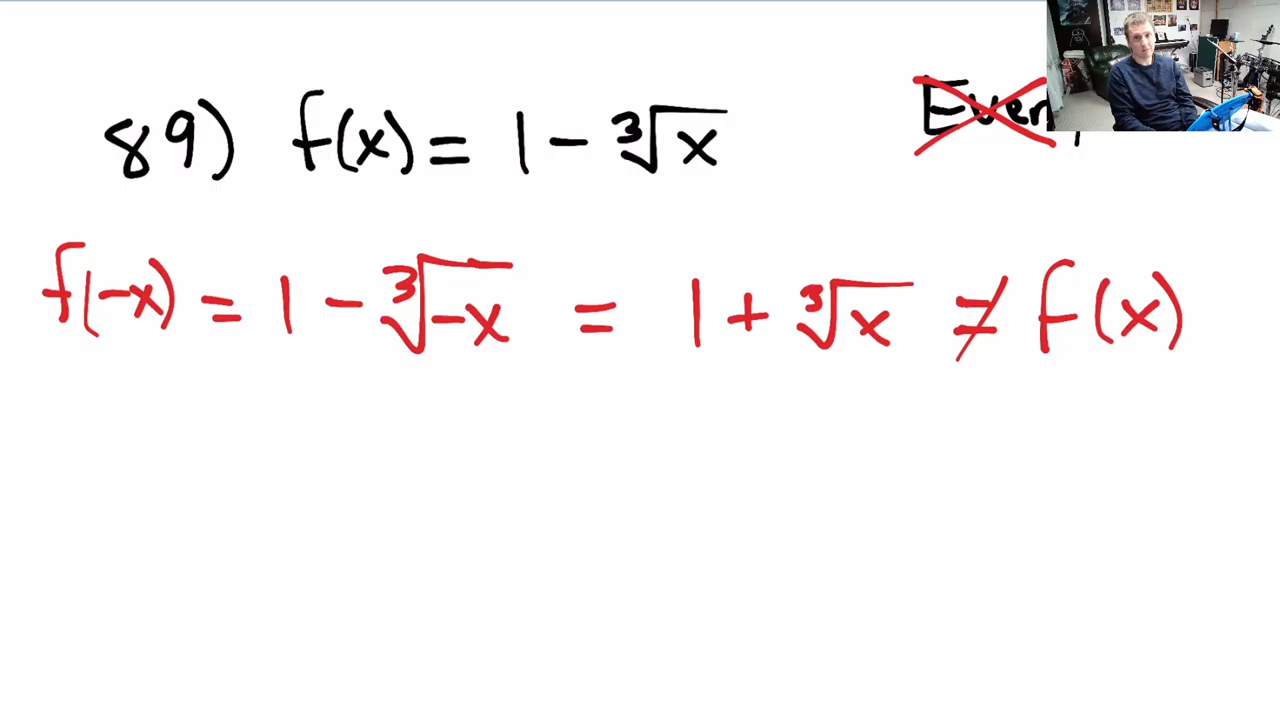 89) f(x) = 1 - ∛x
Even,
f(-x) = 1 - ∛-x = 1 + ∛x ≠ f(x)